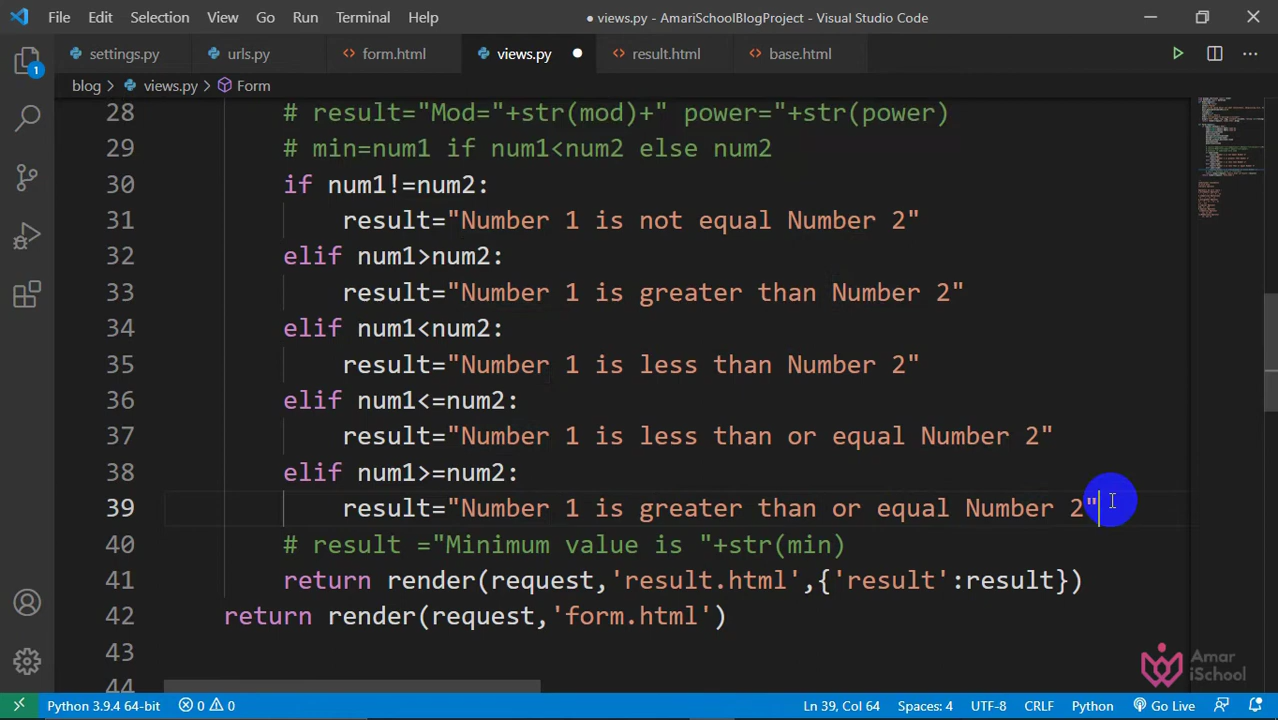 File Edit Selection View Go Run Terminal Help ● views.py - AmariSchoolBlogProject - Visual Studio Code
settings.py urls.py form.html views.py result.html base.html
blog > views.py > Form
1
28 # result="Mod="+str(mod)+" power="+str(power)
29 # min=num1 if num1<num2 else num2
30 if num1!=num2:
31 result="Number 1 is not equal Number 2"
32 elif num1>num2:
33 result="Number 1 is greater than Number 2"
34 elif num1<num2:
35 result="Number 1 is less than Number 2"
36 elif num1<=num2:
37 result="Number 1 is less than or equal Number 2"
38 elif num1>=num2:
39 result="Number 1 is greater than or equal Number 2"
40 # result ="Minimum value is "+str(min)
41 return render(request,'result.html',{'result':result})
42 return render(request,'form.html')
43
44
Amar
iSchool
Python 3.9.4 64-bit 0 0 Ln 39, Col 64 Spaces: 4 UTF-8 CRLF Python Go Live